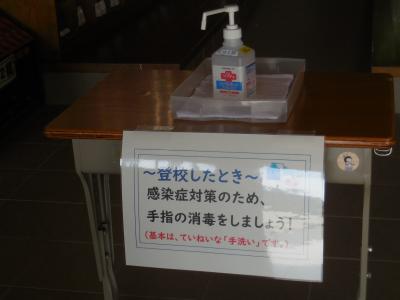 ～登校したとき～
感染症対策のため、
手指の消毒をしましょう！
（基本は、ていねいな「手洗い」です。）